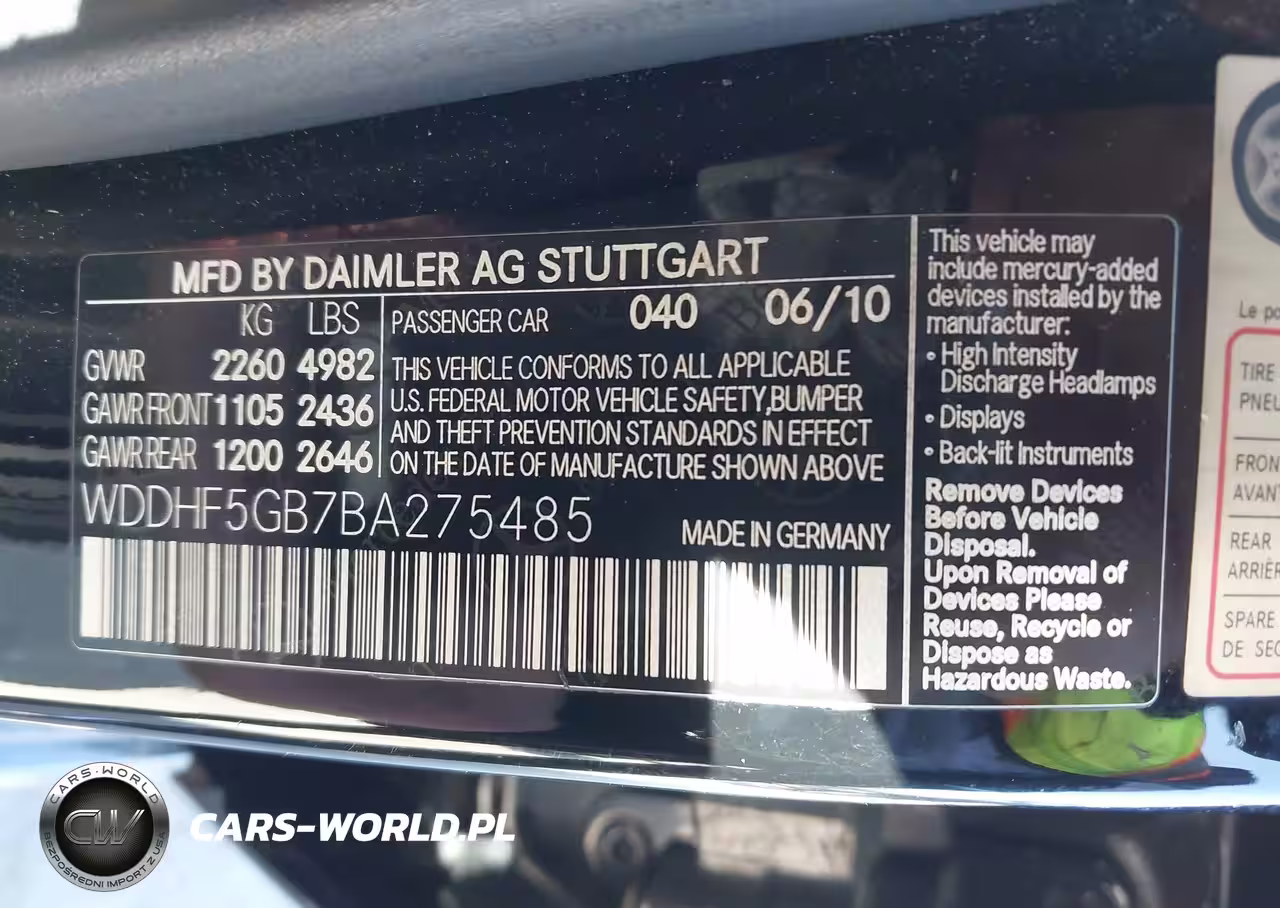 MFD BY DAIMLER AG STUTTGART
KG LBS
GVWR 2260 4982
GAWR FRONT 1105 2436
GAWR REAR 1200 2646
PASSENGER CAR 040 06/10
THIS VEHICLE CONFORMS TO ALL APPLICABLE
U.S. FEDERAL MOTOR VEHICLE SAFETY,BUMPER
AND THEFT PREVENTION STANDARDS IN EFFECT
ON THE DATE OF MANUFACTURE SHOWN ABOVE
WDDHF5GB7BA275485
MADE IN GERMANY
This vehicle may
include mercury-added
devices installed by the
manufacturer:
• High Intensity
Discharge Headlamps
• Displays
• Back-lit Instruments
Remove Devices
Before Vehicle
Disposal.
Upon Removal of
Devices Please
Reuse, Recycle or
Dispose as
Hazardous Waste.
Le
TIRE
REAR
SPARE
CARS-WORLD
CW
BEZPOŚREDNI IMPORT Z USA
CARS-WORLD.PL